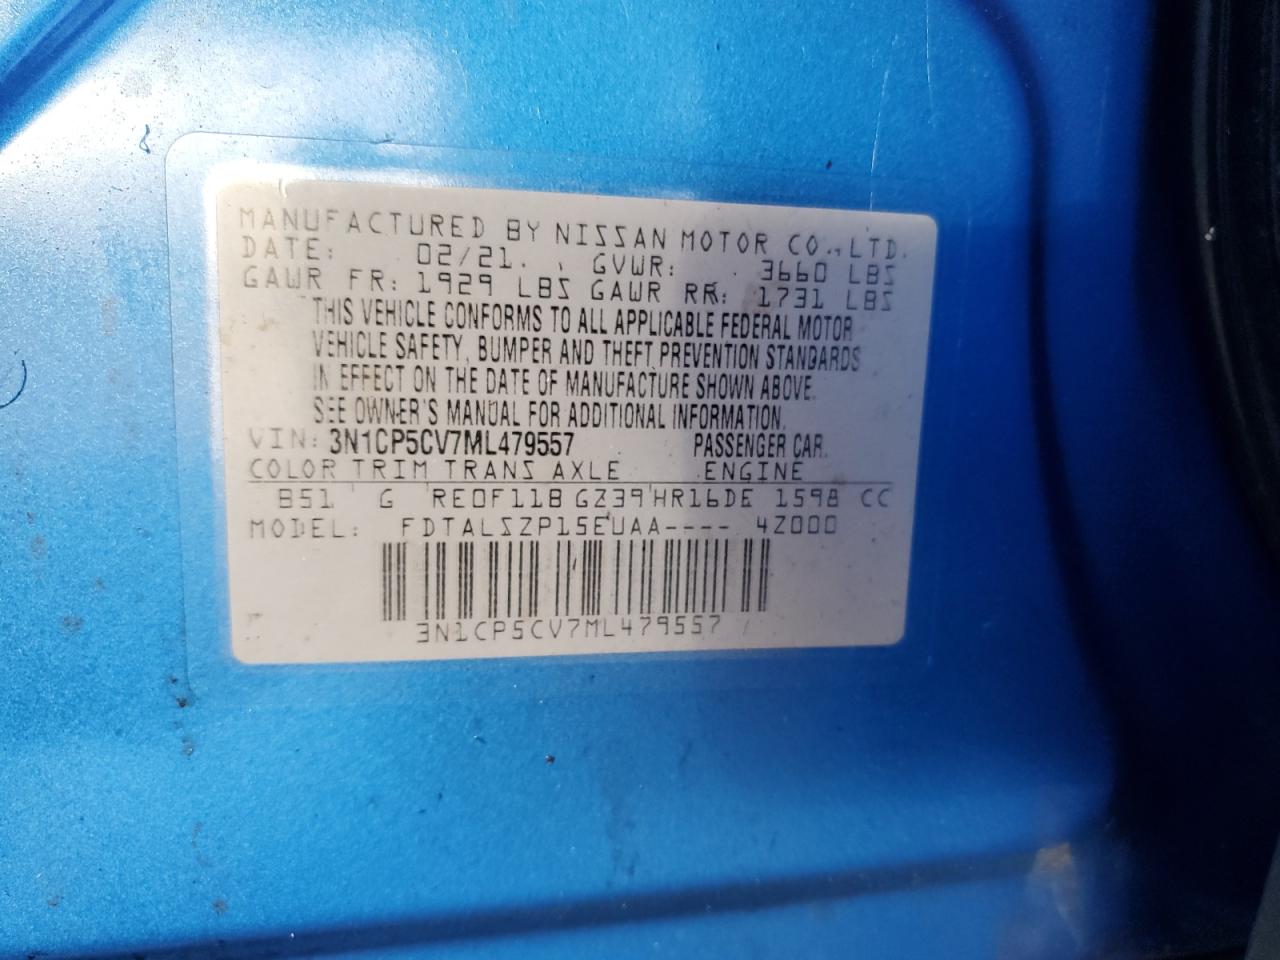 MANUFACTURED BY NISSAN MOTOR CO., LTD.
DATE: 02/21. GVWR: 3660 LBS
GAWR FR: 1929 LBS GAWR RR: 1731 LBS
THIS VEHICLE CONFORMS TO ALL APPLICABLE FEDERAL MOTOR
VEHICLE SAFETY, BUMPER AND THEFT PREVENTION STANDARDS
IN EFFECT ON THE DATE OF MANUFACTURE SHOWN ABOVE.
SEE OWNER'S MANUAL FOR ADDITIONAL INFORMATION.
VIN: 3N1CP5CV7ML479557 PASSENGER CAR
COLOR TRIM TRANS AXLE ENGINE
B51 G RE0F11B GZ39 HR16DE 1598 CC
MODEL: FDTALSZP15EUAA---- 4Z000
3N1CP5CV7ML479557